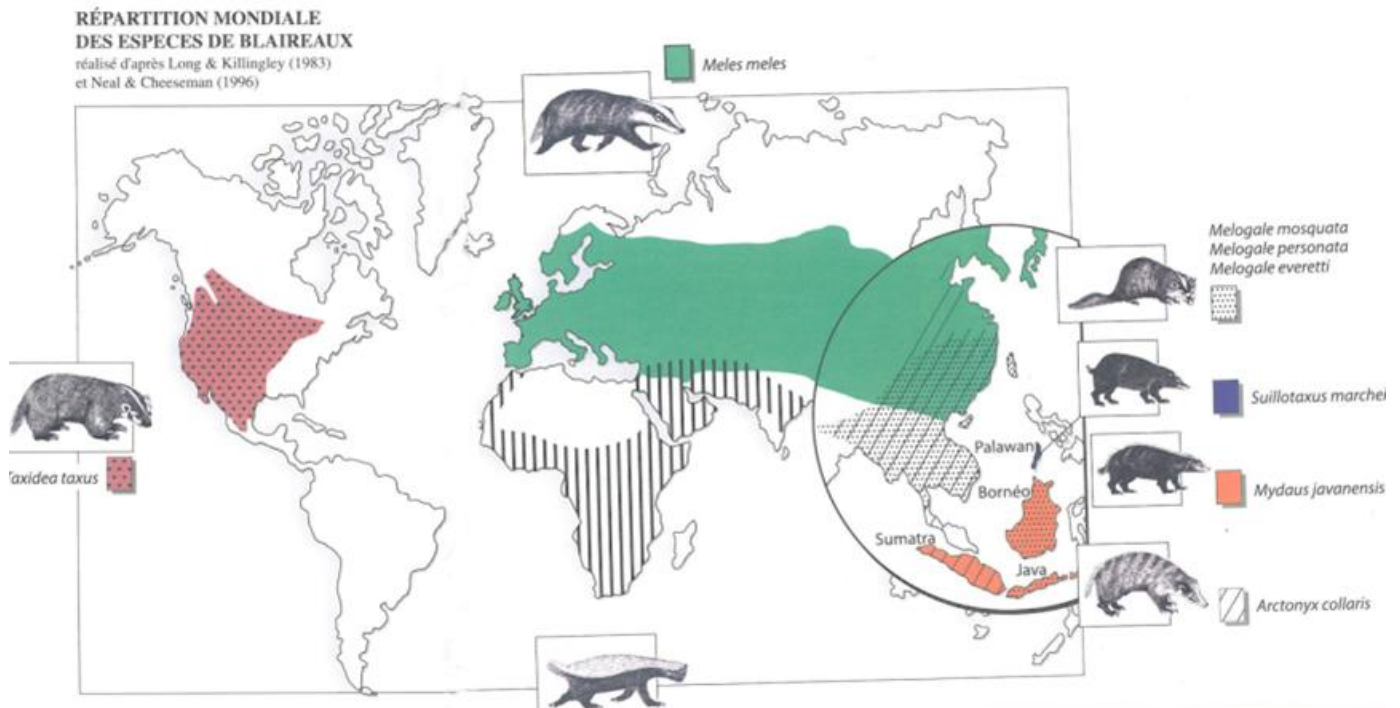 RÉPARTITION MONDIALE
DES ESPECES DE BLAIREAUX
réalisé d'après Long & Killingley (1983)
et Neal & Cheeseman (1996)
Meles meles
Melogale mosquata
Melogale personata
Melogale everetti
Suillotaxus marchei
Palawan
Mydaus javanensis
Bornéo
Sumatra
Java
Arctonyx collaris
Taxidea taxus